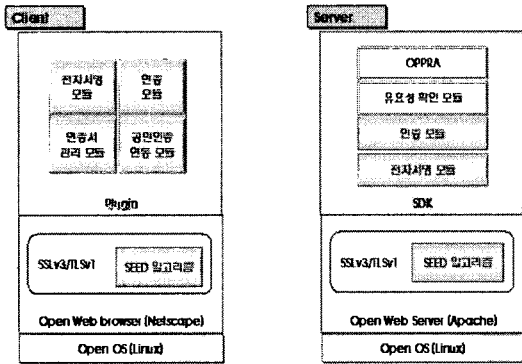 Client
전자서명
모듈
인증
모듈
인증서
관리 모듈
공인인증
연동 모듈
Plugin
SSLv3/TLSv1
SEED 알고리즘
Open Web browser (Netscape)
Open OS(Linux)
Server
OPPRA
유효성 확인 모듈
인증 모듈
전자서명 모듈
SDK
SSLv3/TLSv1
SEED 알고리즘
Open Web Server (Apache)
Open OS(Linux)